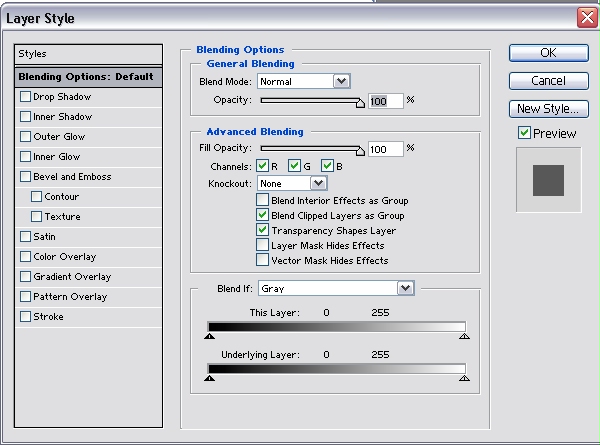 Layer Style
Styles
Blending Options: Default
Drop Shadow
Inner Shadow
Outer Glow
Inner Glow
Bevel and Emboss
Contour
Texture
Satin
Color Overlay
Gradient Overlay
Pattern Overlay
Stroke
Blending Options
General Blending
Blend Mode: Normal
Opacity: 100 %
Advanced Blending
Fill Opacity: 100 %
Channels: R G B
Knockout: None
Blend Interior Effects as Group
Blend Clipped Layers as Group
Transparency Shapes Layer
Layer Mask Hides Effects
Vector Mask Hides Effects
Blend If: Gray
This Layer: 0 255
Underlying Layer: 0 255
OK
Cancel
New Style...
Preview